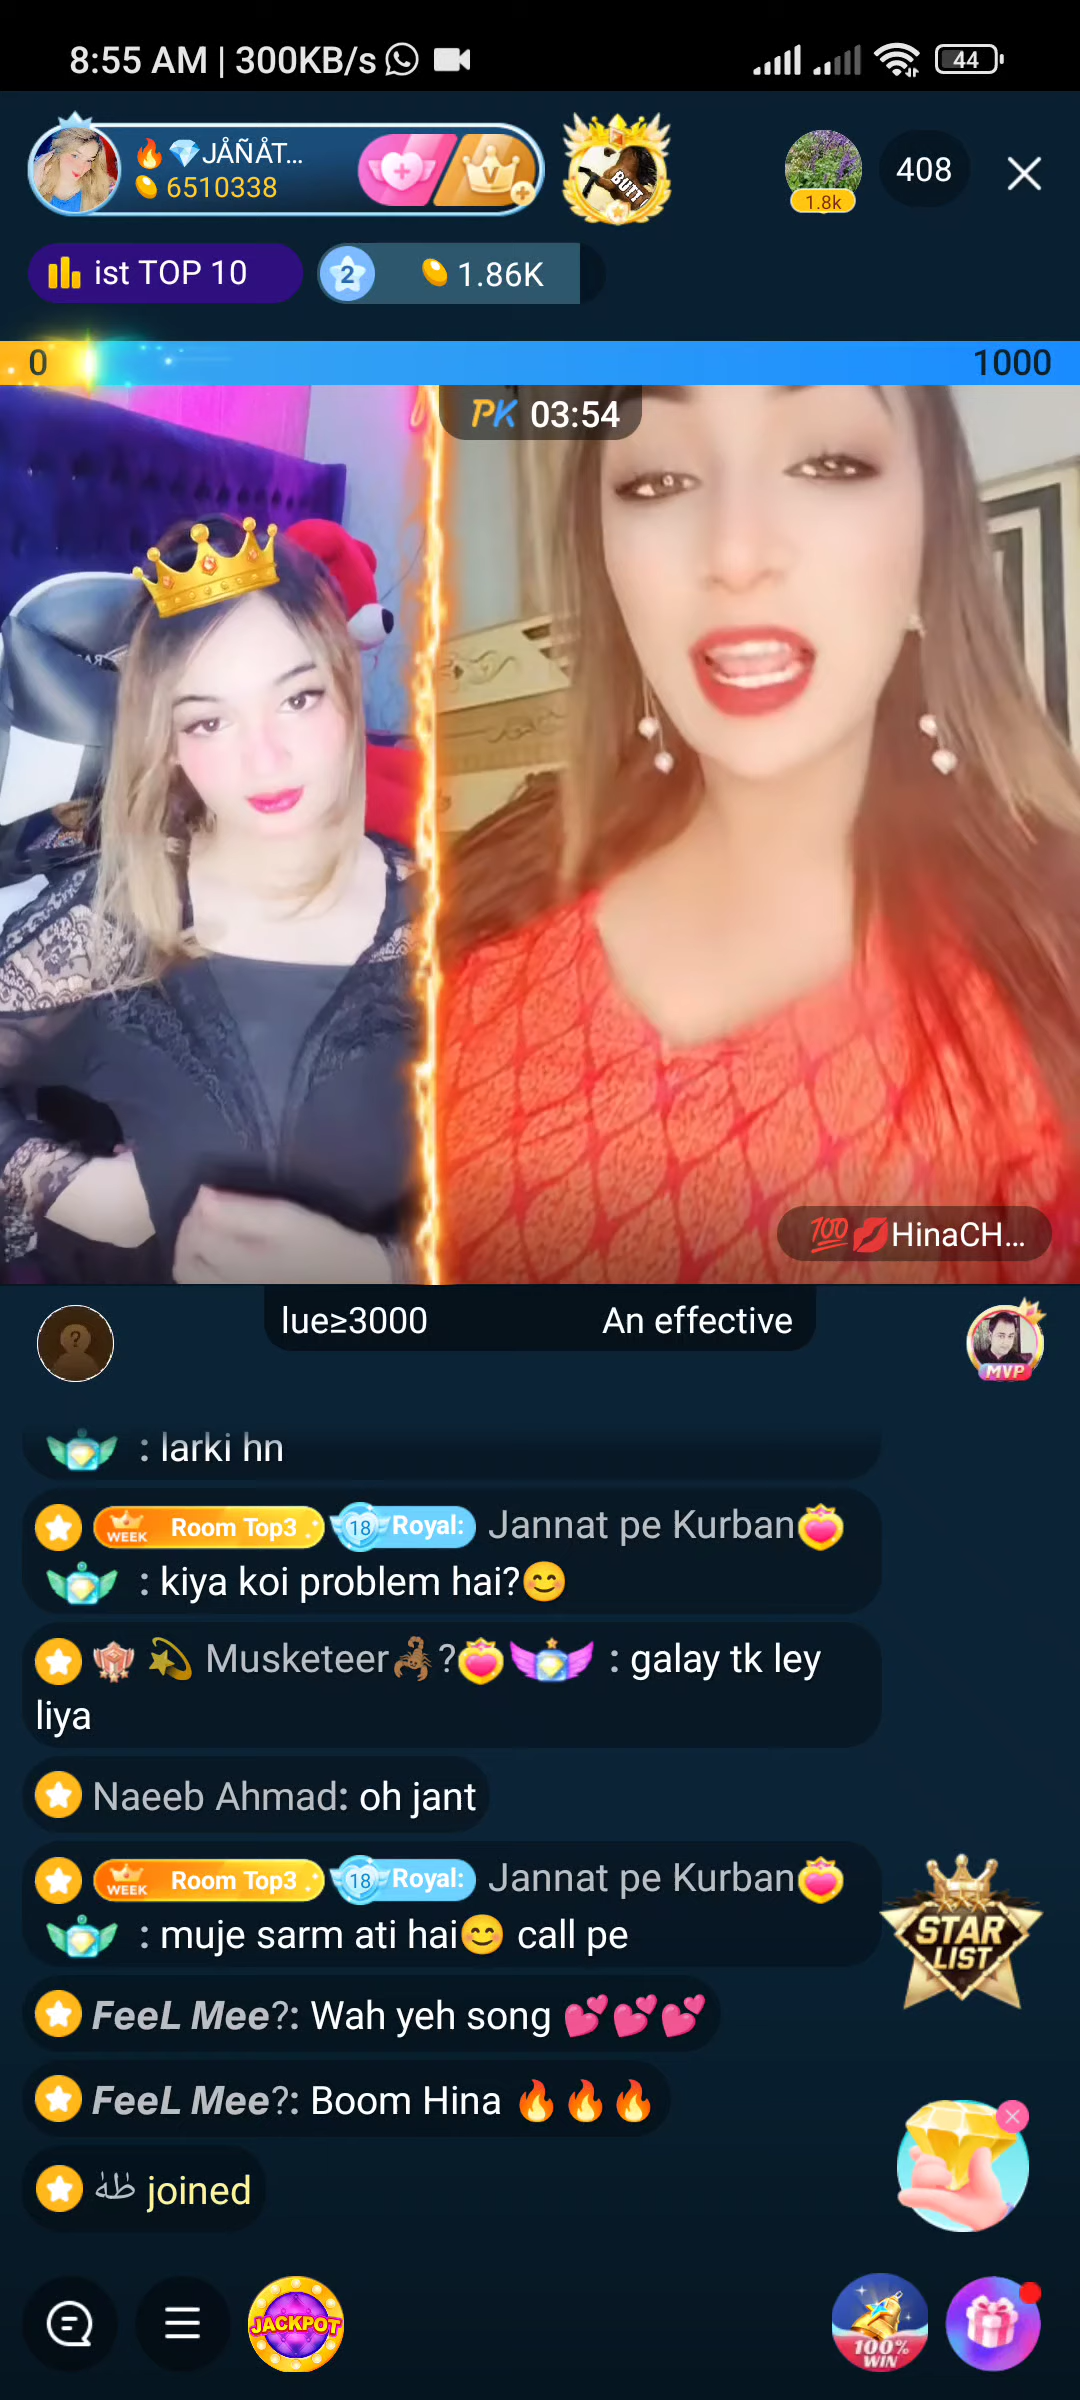 8:55 AM | 300KB/s
44
🔥💎JÅÑÅT...
6510338
V
BUTT
1.8k
408
ist TOP 10
2
1.86K
0
1000
PK 03:54
💯💋HinaCH...
lue≥3000
An effective
?
MVP
: larki hn
WEEK Room Top3 18 Royal: Jannat pe Kurban
: kiya koi problem hai?😊
💫 Musketeer🦂? : galay tk ley
liya
Naeeb Ahmad: oh jant
WEEK Room Top3 18 Royal: Jannat pe Kurban
: muje sarm ati hai😊 call pe
STAR
LIST
FeeL Mee?: Wah yeh song 💕💕💕
FeeL Mee?: Boom Hina 🔥🔥🔥
joined
JACKPOT
100%
WIN